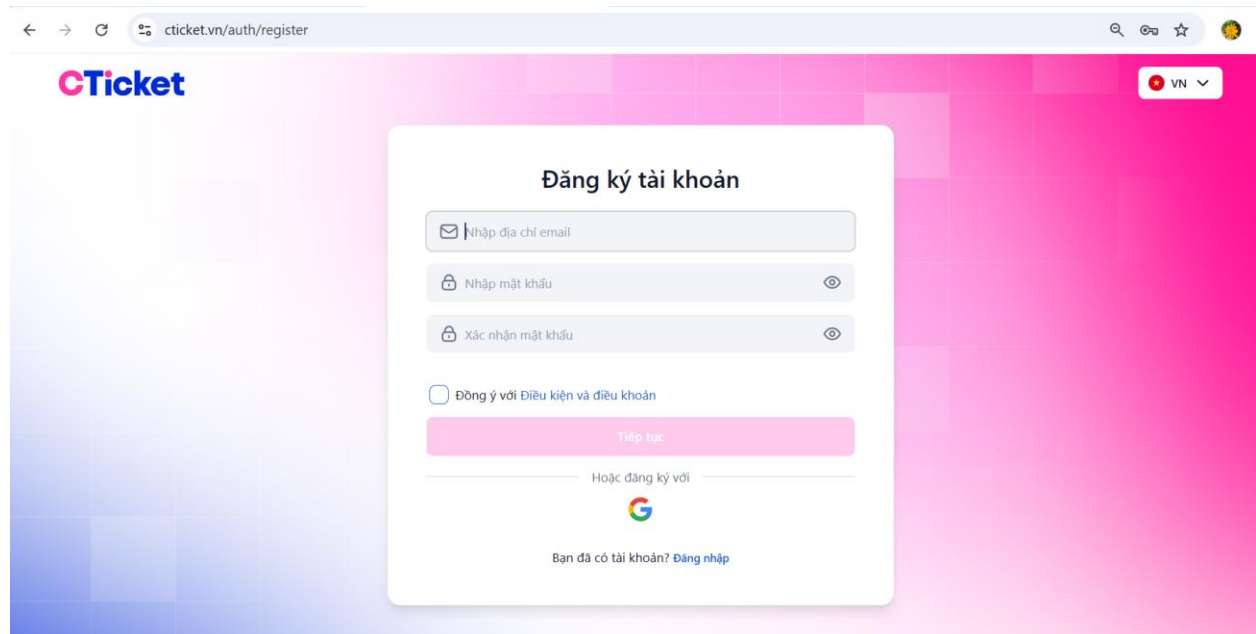 cticket.vn/auth/register
CTicket
VN
Đăng ký tài khoản
Nhập địa chỉ email
Nhập mật khẩu
Xác nhận mật khẩu
Đồng ý với Điều kiện và điều khoản
Tiếp tục
Hoặc đăng ký với
G
Bạn đã có tài khoản? Đăng nhập